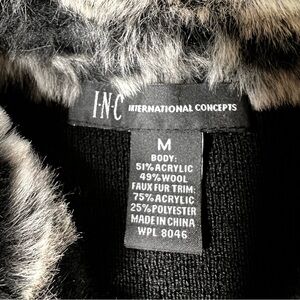 I·N·C INTERNATIONAL CONCEPTS
M
BODY:
51% ACRYLIC
49% WOOL
FAUX FUR TRIM:
75% ACRYLIC
25% POLYESTER
MADE IN CHINA
WPL 8046